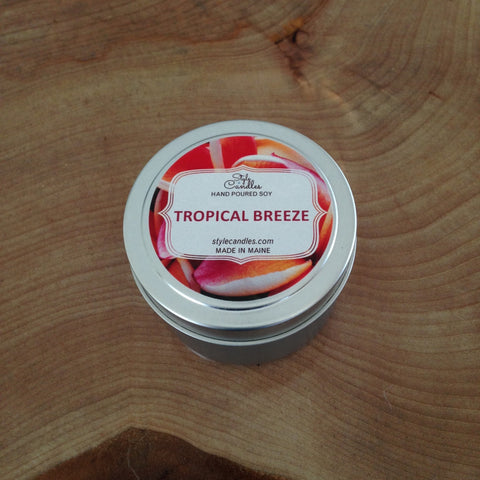 Style
Candles
HAND POURED SOY
TROPICAL BREEZE
stylecandles.com
MADE IN MAINE